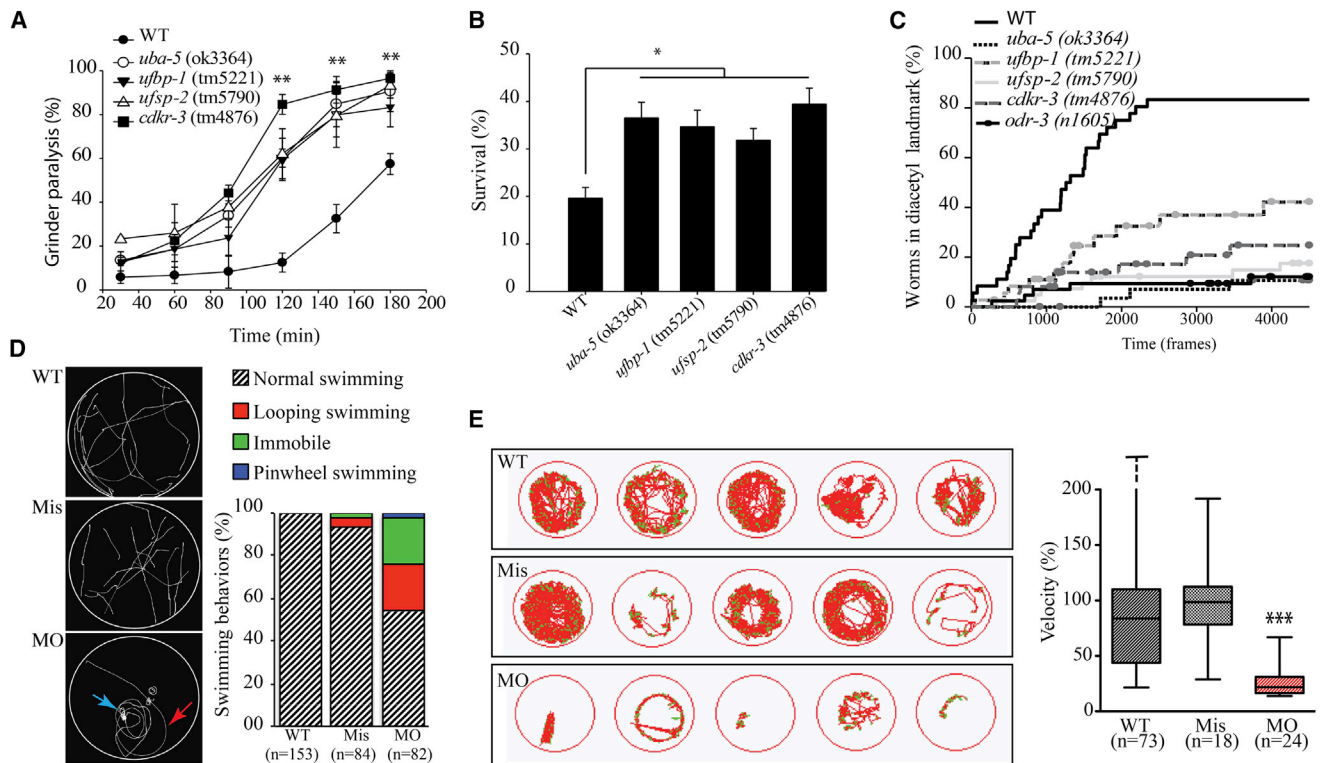 A
WT
uba-5 (ok3364)
ufbp-1 (tm5221)
ufsp-2 (tm5790)
cdkr-3 (tm4876)
**
**
**
Grinder paralysis (%)
100
80
60
40
20
0
20
40
60
80
100
120
140
160
180
200
Time (min)
B
*
Survival (%)
50
40
30
20
10
0
WT
uba-5 (ok3364)
ufbp-1 (tm5221)
ufsp-2 (tm5790)
cdkr-3 (tm4876)
C
WT
uba-5 (ok3364)
ufbp-1 (tm5221)
ufsp-2 (tm5790)
cdkr-3 (tm4876)
odr-3 (n1605)
Worms in diacetyl landmark (%)
100
80
60
40
20
0
0
1000
2000
3000
4000
Time (frames)
D
WT
Mis
MO
Normal swimming
Looping swimming
Immobile
Pinwheel swimming
Swimming behaviors (%)
100
80
60
40
20
00
WT
(n=153)
Mis
(n=84)
MO
(n=82)
E
WT
Mis
MO
Velocity (%)
200
150
100
50
0
***
WT
(n=73)
Mis
(n=18)
MO
(n=24)